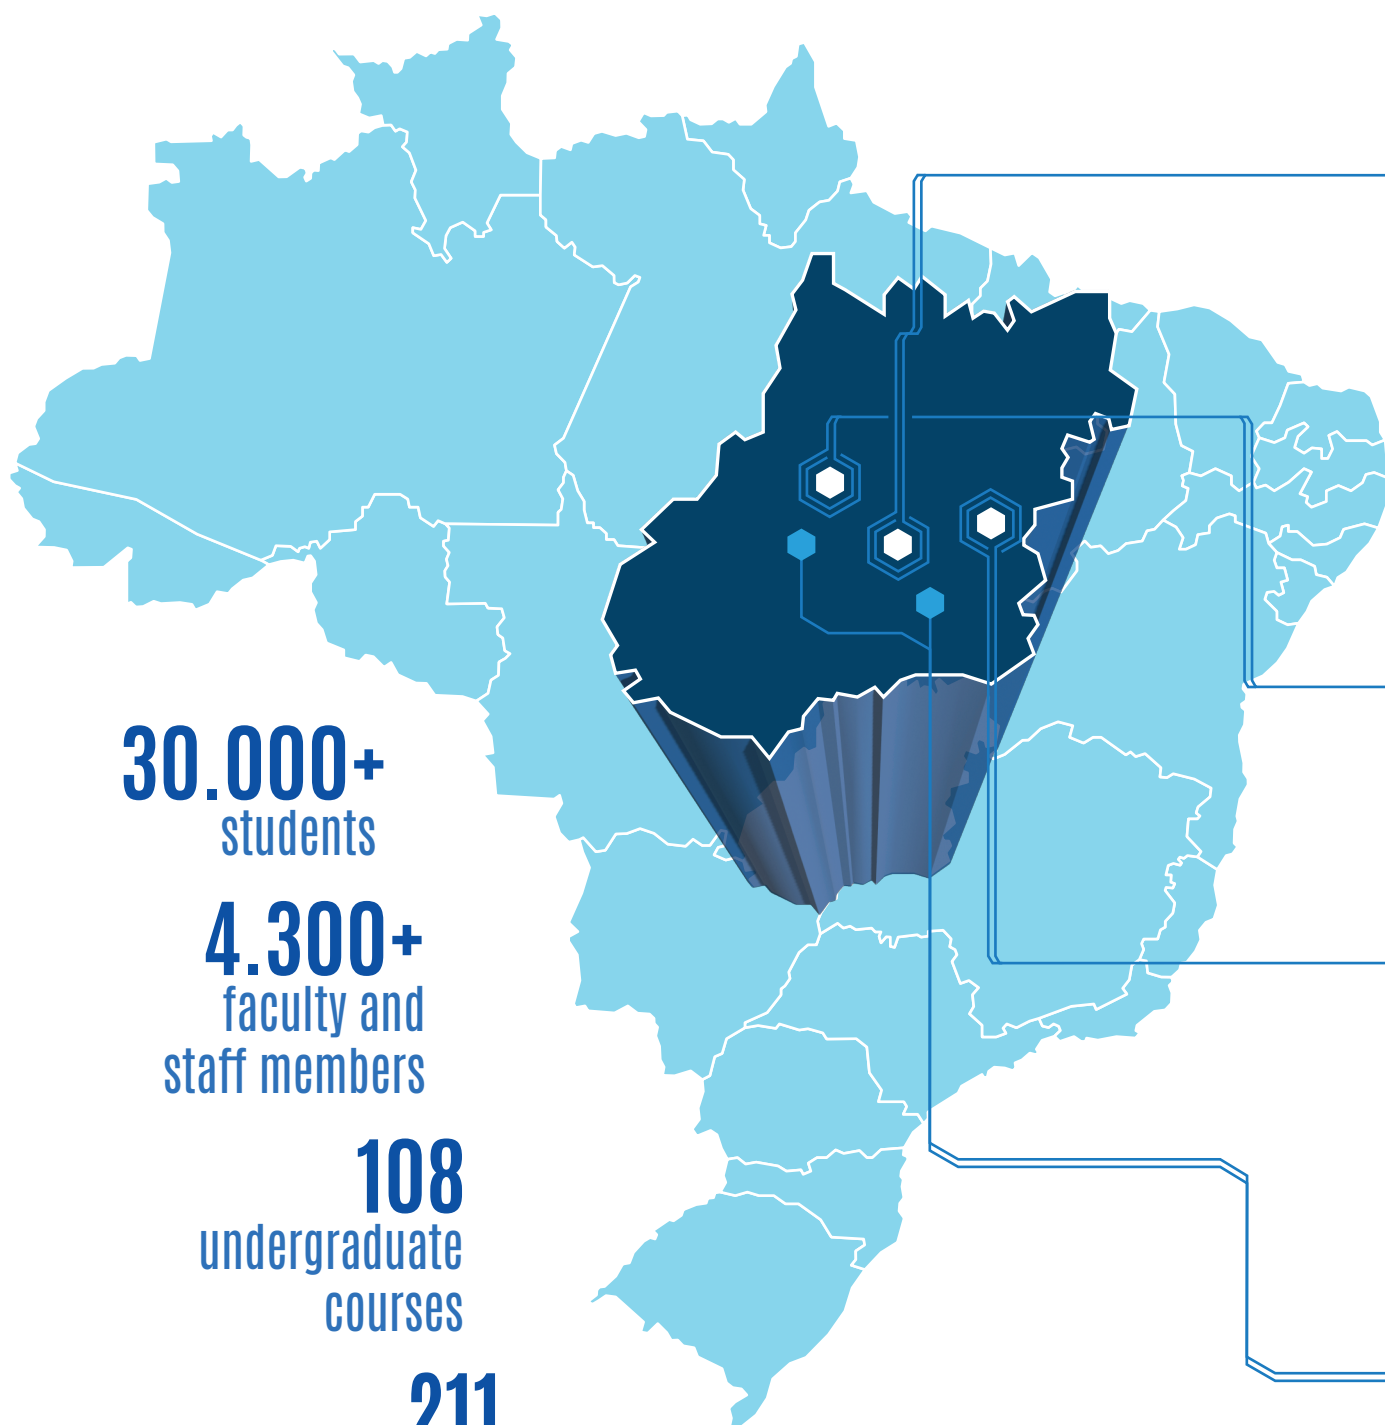 30.000+
students
4.300+
faculty and
staff members
108
undergraduate
courses
211